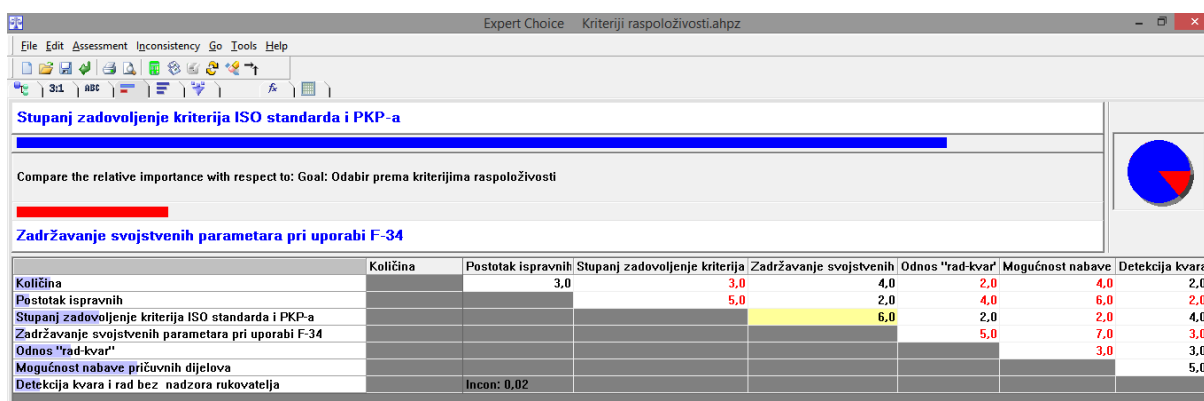 Expert Choice Kriteriji raspoloživosti.ahpz
File Edit Assessment Inconsistency Go Tools Help
3:1 ABC fx
Stupanj zadovoljenje kriterija ISO standarda i PKP-a
Compare the relative importance with respect to: Goal: Odabir prema kriterijima raspoloživosti
Zadržavanje svojstvenih parametara pri uporabi F-34
Količina Postotak ispravnih Stupanj zadovoljenje kriterija Zadržavanje svojstvenih Odnos "rad-kvar" Mogućnost nabave Detekcija kvara
Količina 3,0 3,0 4,0 2,0 4,0 2,0
Postotak ispravnih 5,0 2,0 4,0 6,0 2,0
Stupanj zadovoljenje kriterija ISO standarda i PKP-a 6,0 2,0 2,0 4,0
Zadržavanje svojstvenih parametara pri uporabi F-34 5,0 7,0 3,0
Odnos "rad-kvar" 3,0 3,0
Mogućnost nabave pričuvnih dijelova 5,0
Detekcija kvara i rad bez nadzora rukovatelja Incon: 0,02